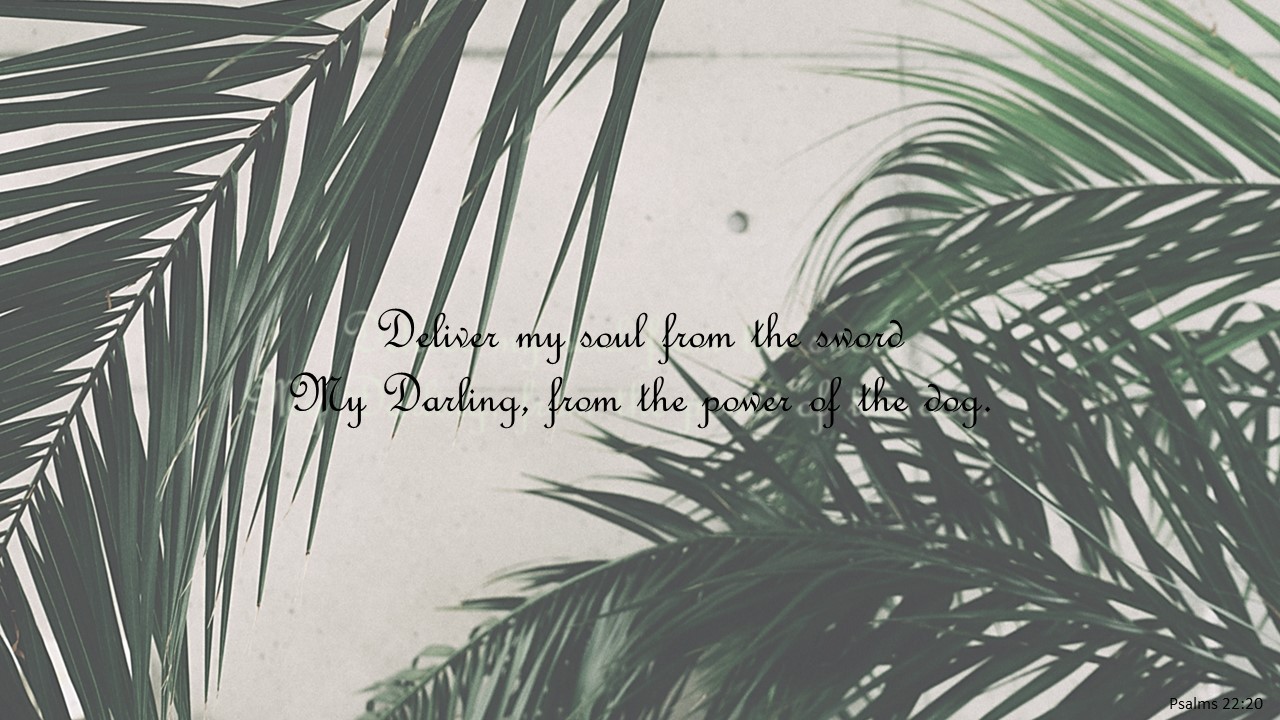 Deliver my soul from the sword
My Darling, from the power of the dog.
Psalms 22:20